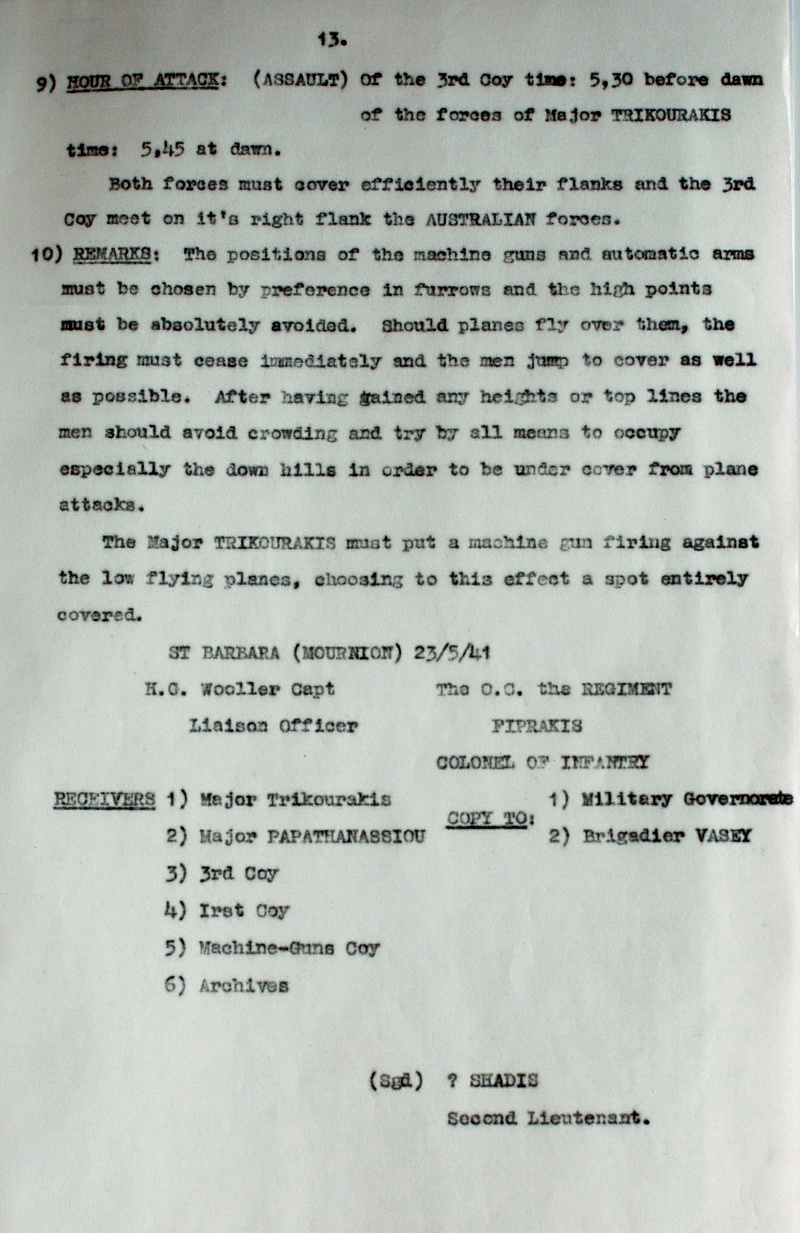 13.
9) HOUR OF ATTACK: (ASSAULT) Of the 3rd Coy time: 5,30 before dawn
of the forces of Major TRIKOURAKIS
time: 5,45 at dawn.
Both forces must cover efficiently their flanks and the 3rd
Coy meet on it's right flank the AUSTRALIAN forces.
10) REMARKS: The positions of the machine guns and automatic arms
must be chosen by preference in furrows and the high points
must be absolutely avoided. Should planes fly over them, the
firing must cease immediately and the men jump to cover as well
as possible. After having gained any heights or top lines the
men should avoid crowding and try by all means to occupy
especially the down hills in order to be under cover from plane
attacks.
The Major TRIKOURAKIS must put a machine gun firing against
the low flying planes, choosing to this effect a spot entirely
covered.
ST BARBARA (MOURNION) 23/5/41
H.G. Wooller Capt The O.C. the REGIMENT
Liaison Officer PIPRAKIS
COLONEL OF INFANTRY
RECEIVERS 1) Major Trikourakis COPY TO: 1) Military Governorate
2) Major PAPATHANASSIOU 2) Brigadier VASEY
3) 3rd Coy
4) Irst Coy
5) Machine-Guns Coy
6) Archives
(Sgd) ? SHADIS
Second Lieutenant.